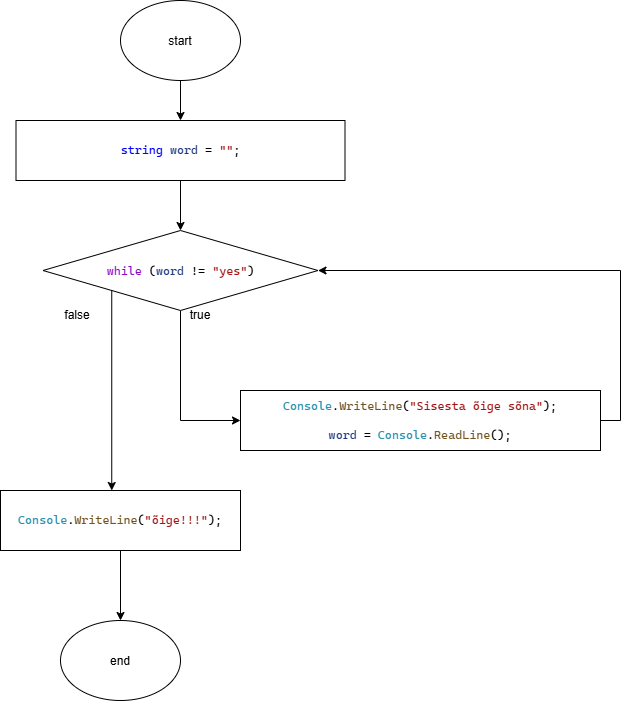 start
string word = "";
while (word != "yes")
false
true
Console.WriteLine("Sisesta õige sõna");
word = Console.ReadLine();
Console.WriteLine("õige!!!");
end